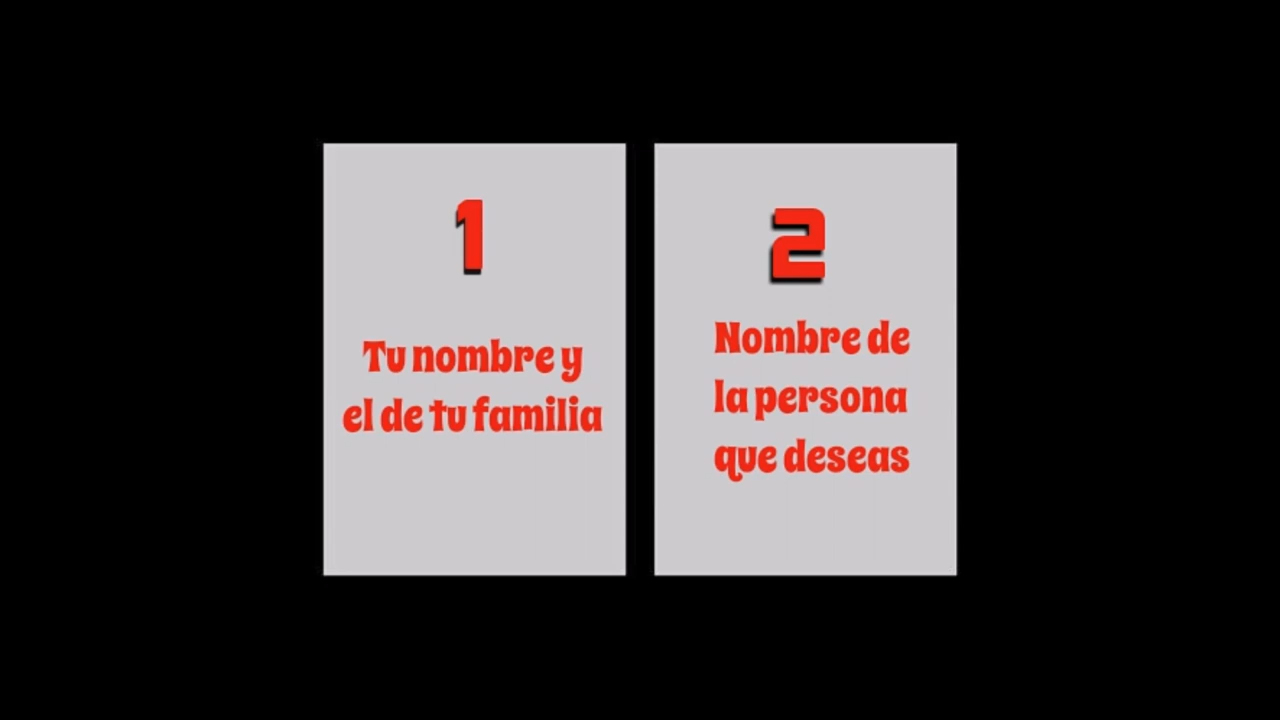 1
Tu nombre y
el de tu familia
2
Nombre de
la persona
que deseas